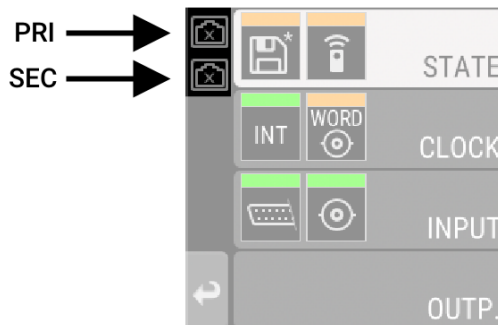 PRI
SEC
STATE
INT
WORD
CLOCK
INPUT
OUTP.